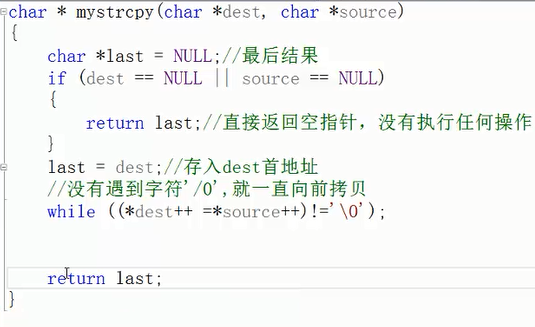 char * mystrcpy(char *dest, char *source)
{
char *last = NULL;//最后结果
if (dest == NULL || source == NULL)
{
return last;//直接返回空指针，没有执行任何操作
}
last = dest;//存入dest首地址
//没有遇到字符'/0',就一直向前拷贝
while ((*dest++ =*source++)!='\0');
return last;
}